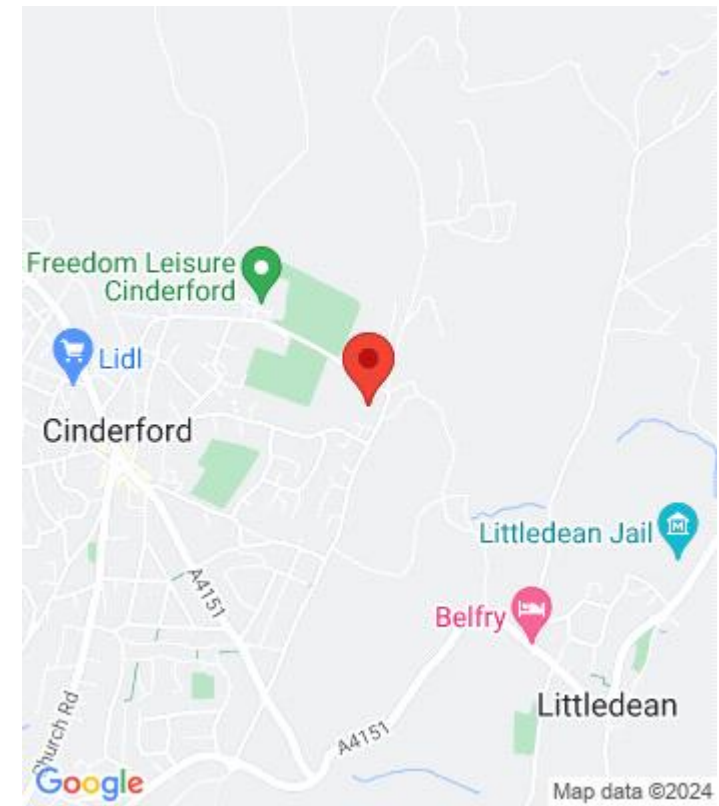 Freedom Leisure
Cinderford
Lidl
Cinderford
Littledean Jail
A4151
Belfry
Littledean
Church Rd
A4151
Google
Map data ©2024